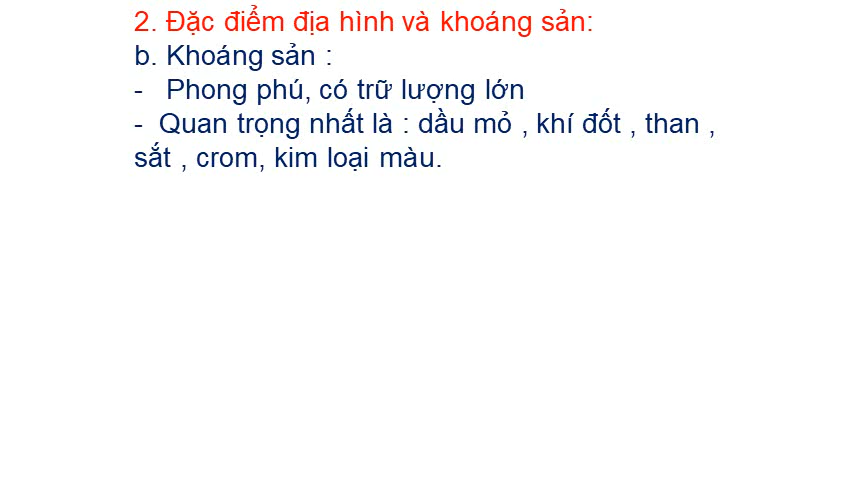 2. Đặc điểm địa hình và khoáng sản:
b. Khoáng sản :
- Phong phú, có trữ lượng lớn
- Quan trọng nhất là : dầu mỏ , khí đốt , than ,
sắt , crom, kim loại màu.